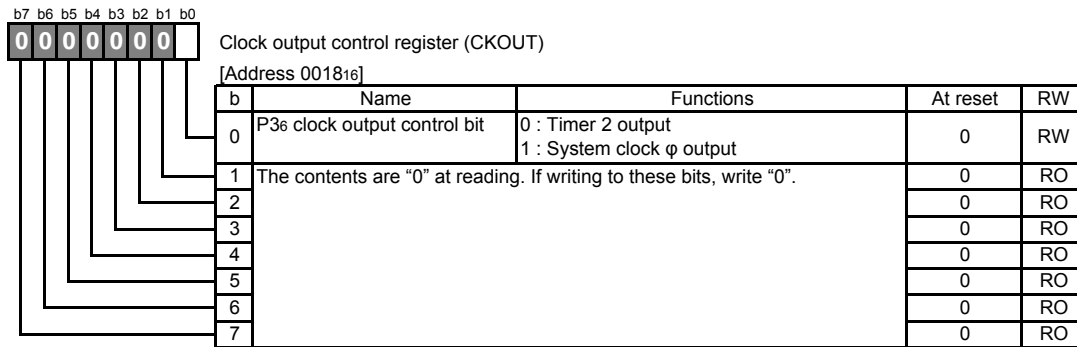 b7 b6 b5 b4 b3 b2 b1 b0
0 0 0 0 0 0 0
Clock output control register (CKOUT)
[Address 001816]
b Name Functions At reset RW
0 P36 clock output control bit 0 : Timer 2 output 0 RW
1 : System clock φ output
1 The contents are “0” at reading. If writing to these bits, write “0”. 0 RO
2 0 RO
3 0 RO
4 0 RO
5 0 RO
6 0 RO
7 0 RO